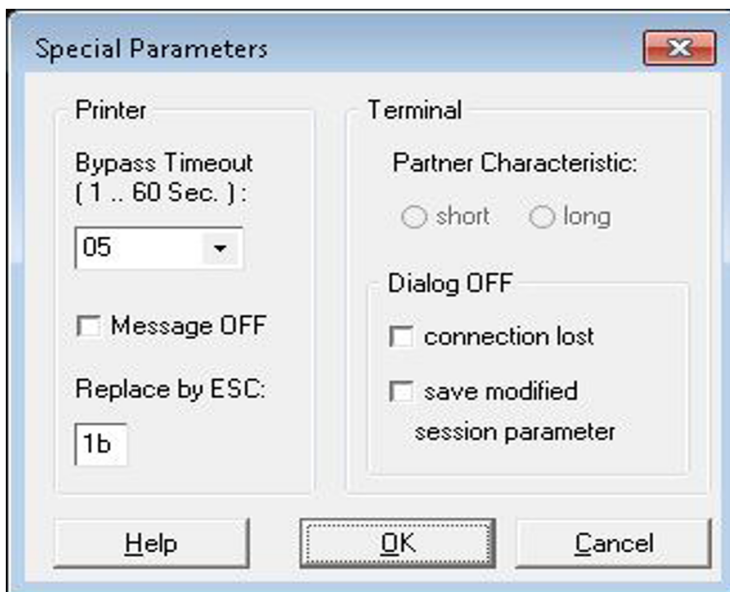 Special Parameters
Printer
Bypass Timeout
( 1 .. 60 Sec. ) :
05
Message OFF
Replace by ESC:
1b
Terminal
Partner Characteristic:
short long
Dialog OFF
connection lost
save modified
session parameter
Help OK Cancel